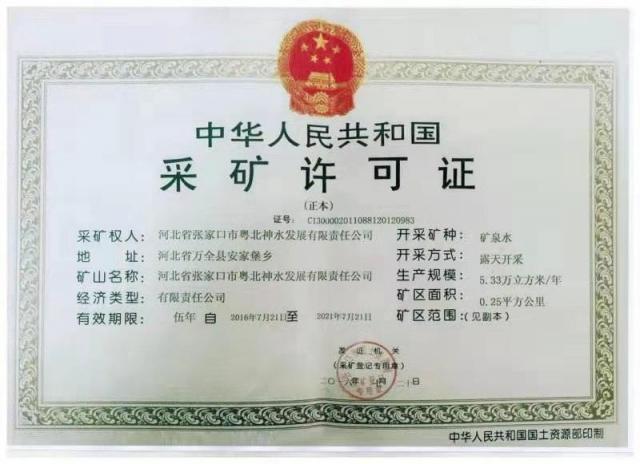 中华人民共和国
采矿许可证
(正本)
证号: C1300002011088120120983
采矿权人: 河北省张家口市粤北神水发展有限责任公司
开采矿种: 矿泉水
地 址: 河北省万全县安家堡乡
开采方式: 露天开采
矿山名称: 河北省张家口市粤北神水发展有限责任公司
生产规模: 5.33万立方米/年
经济类型: 有限责任公司
矿区面积: 0.25平方公里
有效期限: 伍年 自 2016年7月21日 至 2021年7月21日
矿区范围: (见副本)
发 证 机 关
(采矿登记专用章)
二〇一六年 月二十日
中华人民共和国国土资源部印制